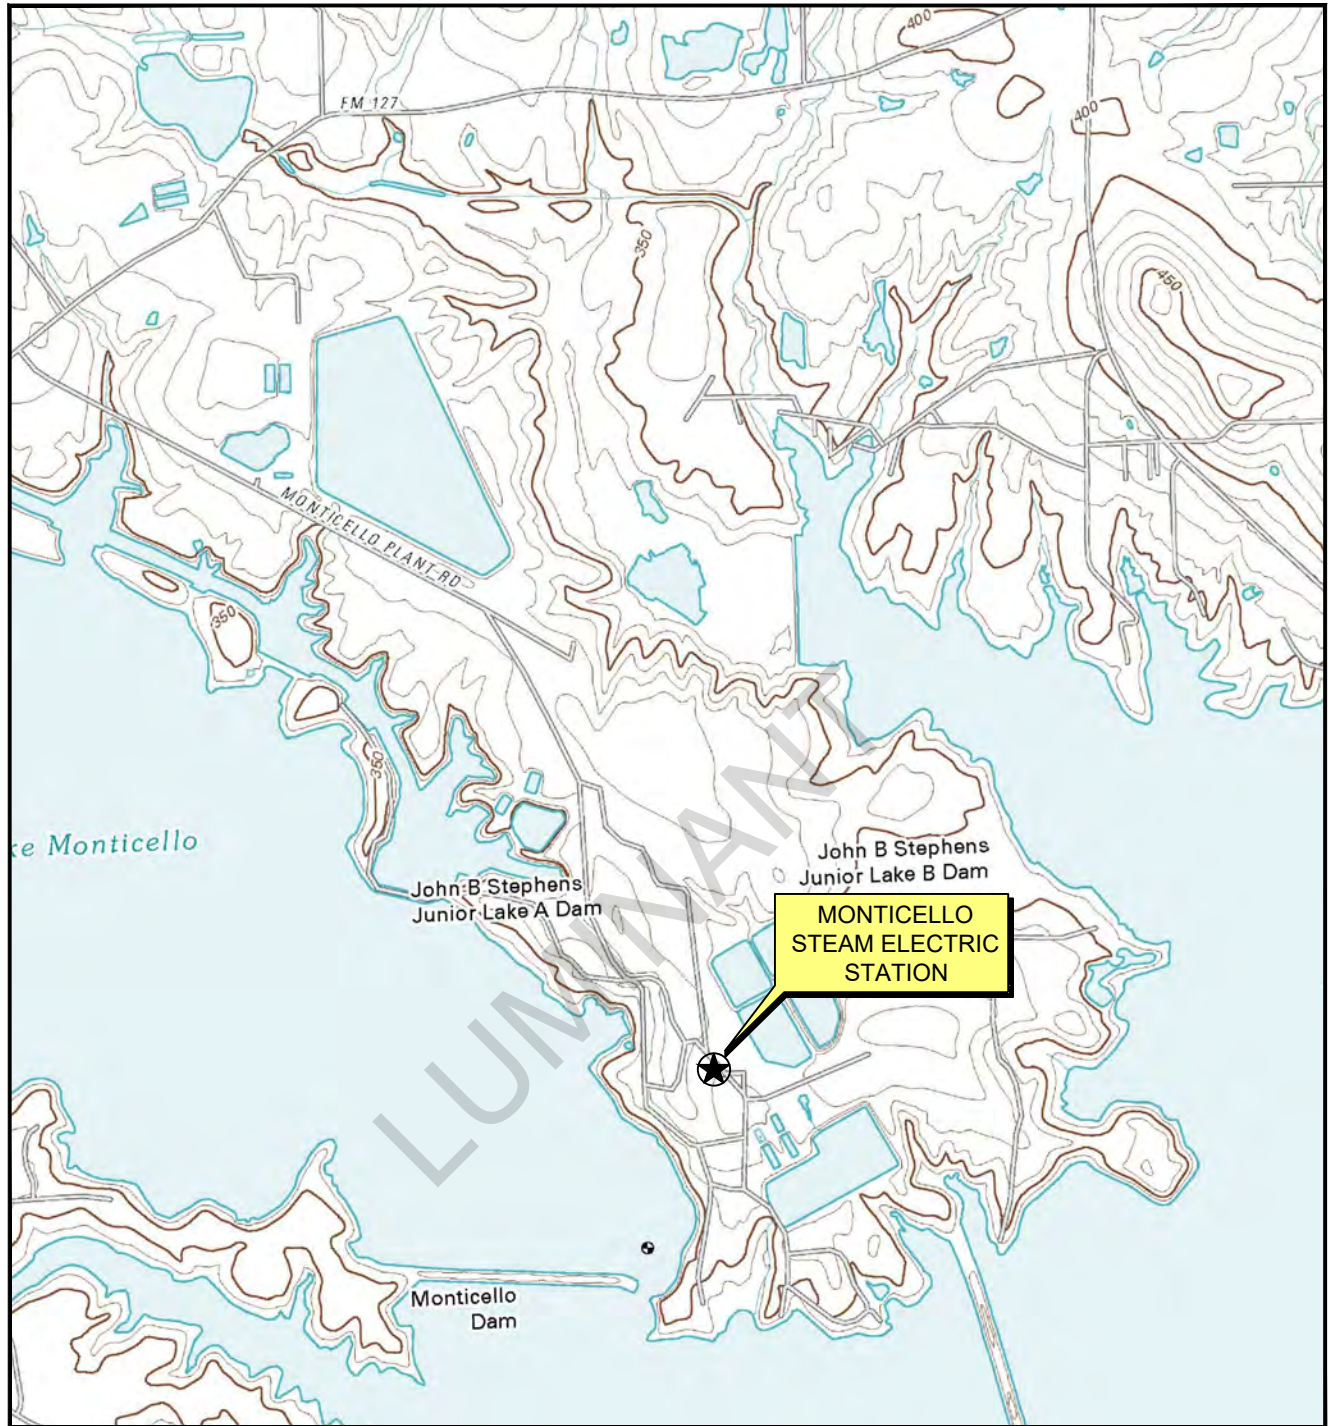 400
FM 127
400
350
450
MONTICELLO PLANT RD
350
350
ke Monticello
John B Stephens
Junior Lake B Dam
John B Stephens
Junior Lake A Dam
MONTICELLO
STEAM ELECTRIC
STATION
LUMINANT
Monticello
Dam